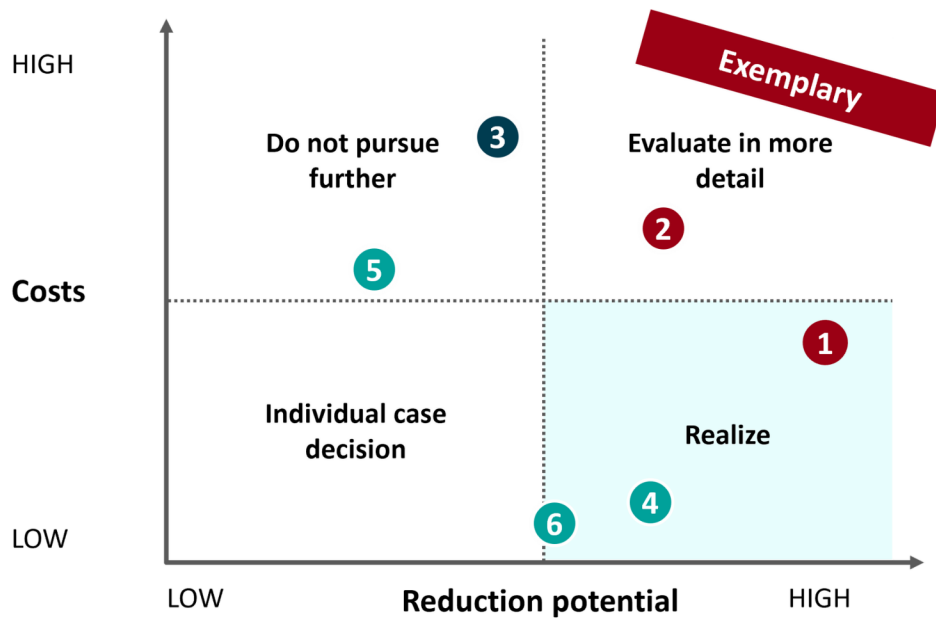 HIGH
Exemplary
3
Do not pursue
further
Evaluate in more
detail
2
5
Costs
1
Individual case
decision
Realize
4
6
LOW
LOW
Reduction potential
HIGH